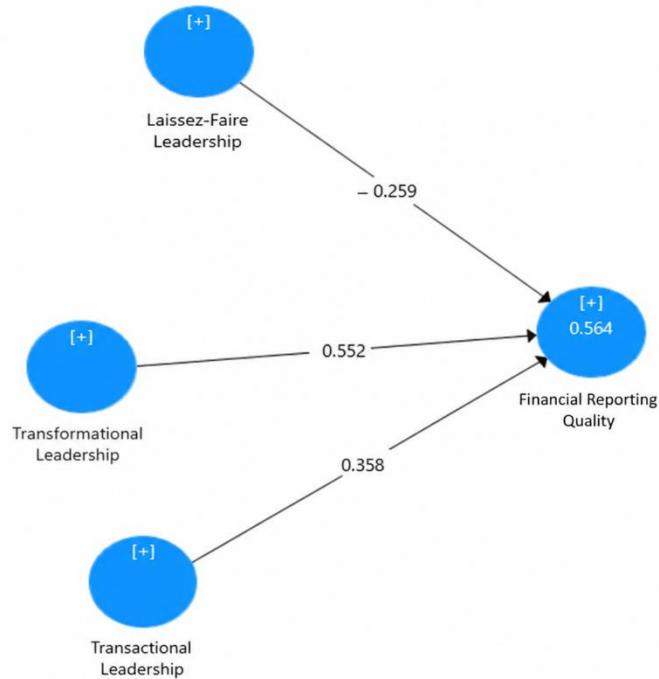 [+]
Laissez-Faire
Leadership
– 0.259
[+]
0.564
Financial Reporting
Quality
[+]
0.552
Transformational
Leadership
0.358
[+]
Transactional
Leadership